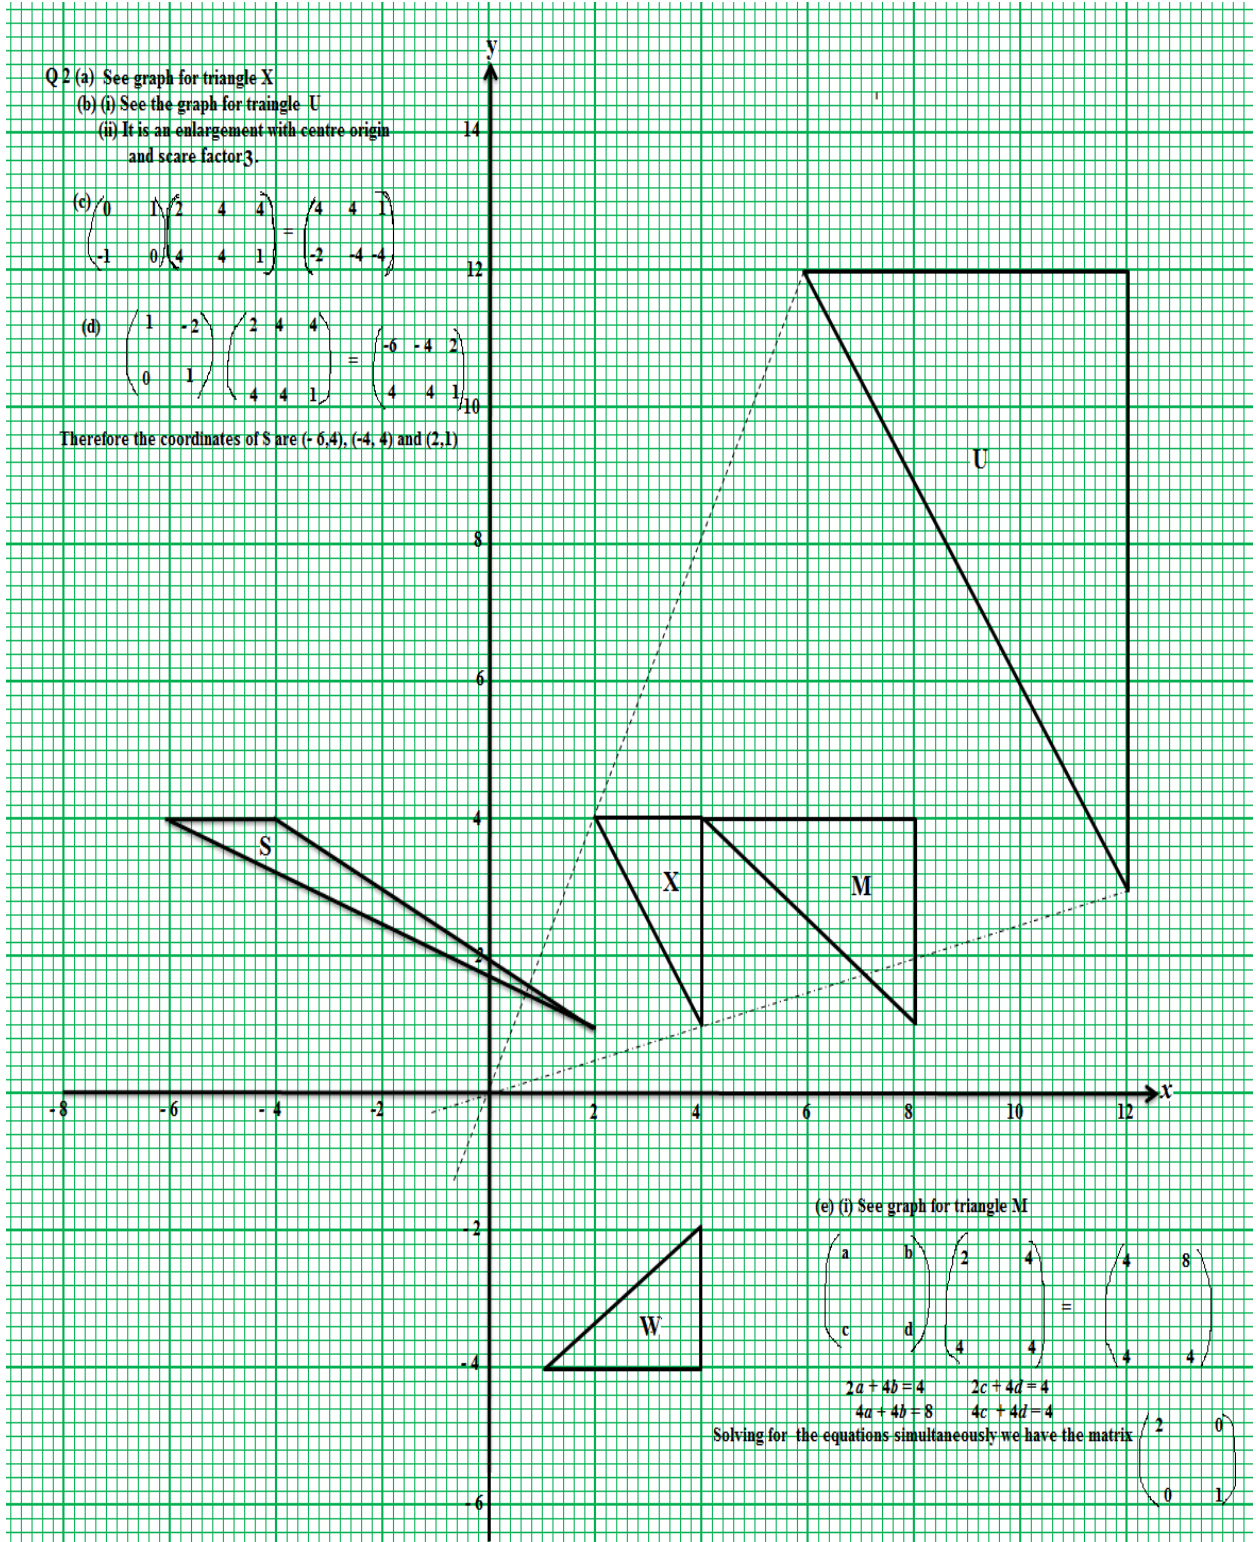 y
Q 2 (a) See graph for triangle X
(b) (i) See the graph for traingle U
(ii) It is an enlargement with centre origin
and scare factor 3.
14
(c) (0 1) (2 4 4) = (4 4 1)
(-1 0) (4 4 1) (-2 -4 -4)
12
(d) (1 -2) (2 4 4) = (-6 -4 2)
(0 1) (4 4 1) (4 4 1)
10
Therefore the coordinates of S are (- 6,4), (-4, 4) and (2,1)
U
8
6
4
S
X
M
2
x
-8 -6 -4 -2 2 4 6 8 10 12
(e) (i) See graph for triangle M
-2
(a b) (2 4) = (4 8)
(c d) (4 4) (4 4)
W
-4
2a + 4b = 4 2c + 4d = 4
4a + 4b = 8 4c + 4d = 4
Solving for the equations simultaneously we have the matrix (2 0)
(0 1)
-6